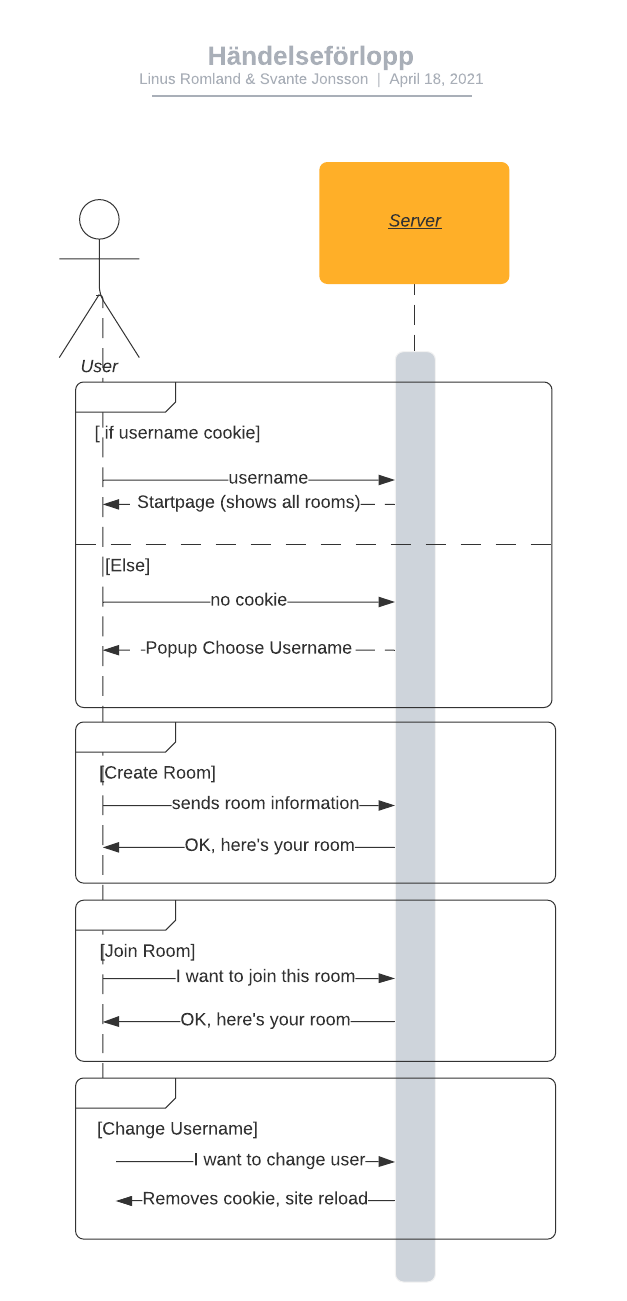 Händelseförlopp
Linus Romland & Svante Jonsson | April 18, 2021
Server
User
[ if username cookie]
username
Startpage (shows all rooms)
[Else]
no cookie
Popup Choose Username
[Create Room]
sends room information
OK, here's your room
[Join Room]
I want to join this room
OK, here's your room
[Change Username]
I want to change user
Removes cookie, site reload